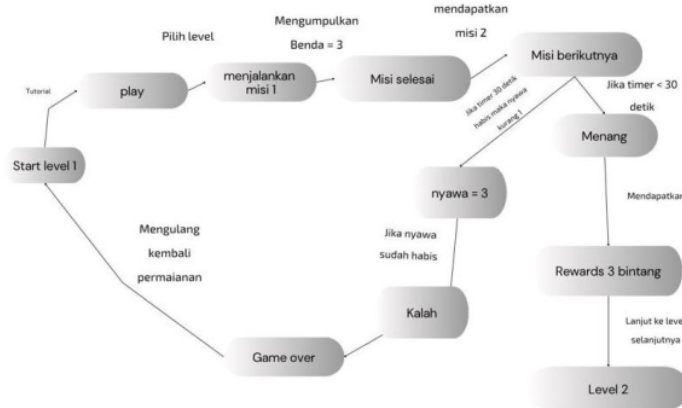 mendapatkan
misi 2
Mengumpulkan
Benda = 3
Pilih level
Misi berikutnya
Misi selesai
menjalankan
misi 1
play
Tutorial
Jika timer < 30
detik
Jika timer 30 detik
habis maka nyawa
kurang 1
Menang
Start level 1
nyawa = 3
Mendapatkan
Mengulang
kembali
permaianan
Jika nyawa
sudah habis
Rewards 3 bintang
Kalah
Lanjut ke leve
selanjutnya
Game over
Level 2